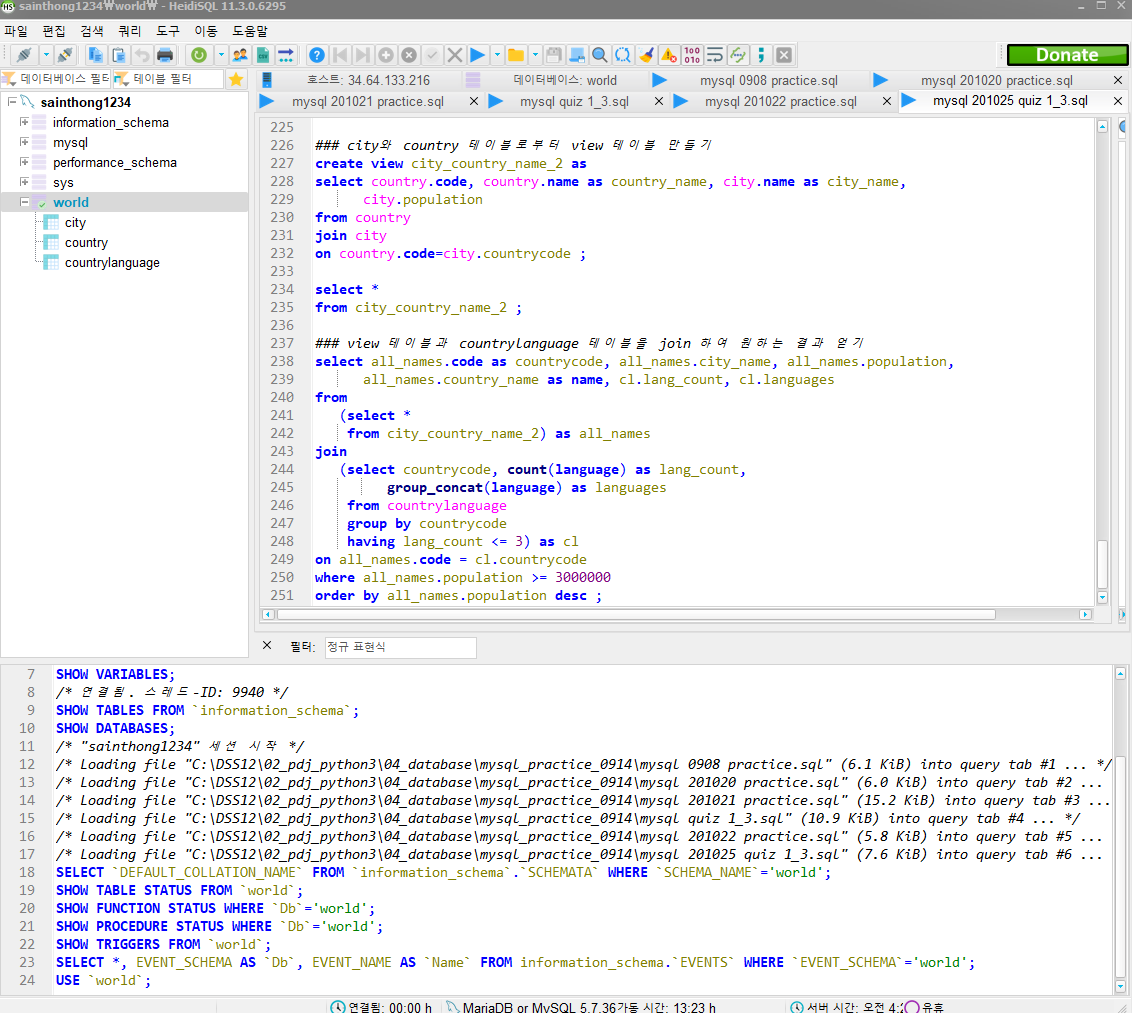 HS sainthong1234₩world₩ - HeidiSQL 11.3.0.6295
파일 편집 검색 쿼리 도구 이동 도움말
Donate
데이터베이스 필터
테이블 필터
호스트: 34.64.133.216
데이터베이스: world
mysql 0908 practice.sql
mysql 201020 practice.sql
mysql 201021 practice.sql
mysql quiz 1_3.sql
mysql 201022 practice.sql
mysql 201025 quiz 1_3.sql
sainthong1234
information_schema
mysql
performance_schema
sys
world
city
country
countrylanguage
225
226 ### city와 country 테이블로부터 view 테이블 만들기
227 create view city_country_name_2 as
228 select country.code, country.name as country_name, city.name as city_name,
229 city.population
230 from country
231 join city
232 on country.code=city.countrycode ;
233
234 select *
235 from city_country_name_2 ;
236
237 ### view 테이블과 countrylanguage 테이블을 join 하여 원하는 결과 얻기
238 select all_names.code as countrycode, all_names.city_name, all_names.population,
239 all_names.country_name as name, cl.lang_count, cl.languages
240 from
241 (select *
242 from city_country_name_2) as all_names
243 join
244 (select countrycode, count(language) as lang_count,
245 group_concat(language) as languages
246 from countrylanguage
247 group by countrycode
248 having lang_count <= 3) as cl
249 on all_names.code = cl.countrycode
250 where all_names.population >= 3000000
251 order by all_names.population desc ;
필터: 정규 표현식
7 SHOW VARIABLES;
8 /* 연결됨. 스레드-ID: 9940 */
9 SHOW TABLES FROM `information_schema`;
10 SHOW DATABASES;
11 /* "sainthong1234" 세션 시작 */
12 /* Loading file "C:\DSS12\02_pdj_python3\04_database\mysql_practice_0914\mysql 0908 practice.sql" (6.1 KiB) into query tab #1 ... */
13 /* Loading file "C:\DSS12\02_pdj_python3\04_database\mysql_practice_0914\mysql 201020 practice.sql" (6.0 KiB) into query tab #2 ...
14 /* Loading file "C:\DSS12\02_pdj_python3\04_database\mysql_practice_0914\mysql 201021 practice.sql" (15.2 KiB) into query tab #3 ...
15 /* Loading file "C:\DSS12\02_pdj_python3\04_database\mysql_practice_0914\mysql quiz 1_3.sql" (10.9 KiB) into query tab #4 ... */
16 /* Loading file "C:\DSS12\02_pdj_python3\04_database\mysql_practice_0914\mysql 201022 practice.sql" (5.8 KiB) into query tab #5 ...
17 /* Loading file "C:\DSS12\02_pdj_python3\04_database\mysql_practice_0914\mysql 201025 quiz 1_3.sql" (7.6 KiB) into query tab #6 ...
18 SELECT `DEFAULT_COLLATION_NAME` FROM `information_schema`.`SCHEMATA` WHERE `SCHEMA_NAME`='world';
19 SHOW TABLE STATUS FROM `world`;
20 SHOW FUNCTION STATUS WHERE `Db`='world';
21 SHOW PROCEDURE STATUS WHERE `Db`='world';
22 SHOW TRIGGERS FROM `world`;
23 SELECT *, EVENT_SCHEMA AS `Db`, EVENT_NAME AS `Name` FROM information_schema.`EVENTS` WHERE `EVENT_SCHEMA`='world';
24 USE `world`;
연결됨: 00:00 h
MariaDB or MySQL 5.7.36
가동 시간: 13:23 h
서버 시간: 오전 4:2
유휴